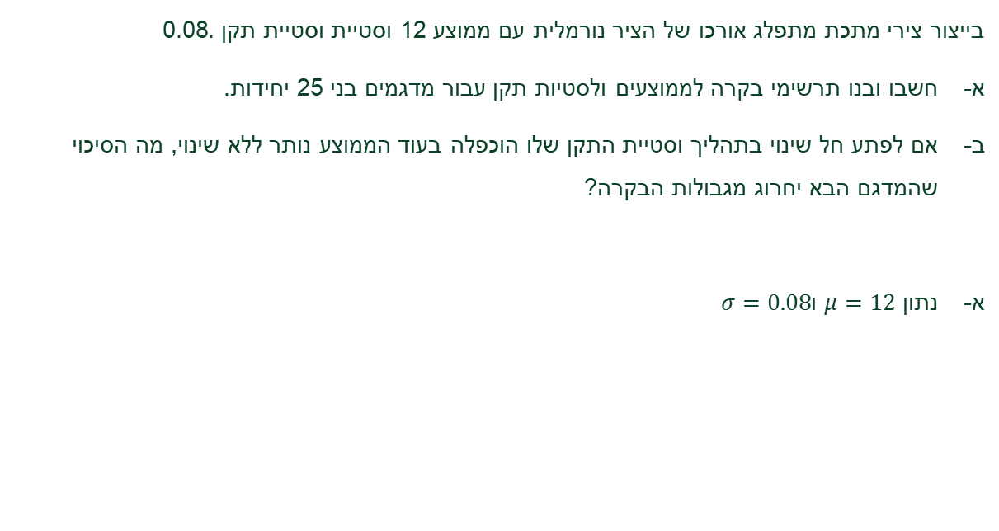 בייצור צירי מתכת מתפלג אורכו של הציר נורמלית עם ממוצע 12 וסטיית וסטיית תקן .0.08
א- חשבו ובנו תרשימי בקרה לממוצעים ולסטיות תקן עבור מדגמים בני 25 יחידות.
ב- אם לפתע חל שינוי בתהליך וסטיית התקן שלו הוכפלה בעוד הממוצע נותר ללא שינוי, מה הסיכוי
שהמדגם הבא יחרוג מגבולות הבקרה?
א- נתון μ = 12 וσ = 0.08